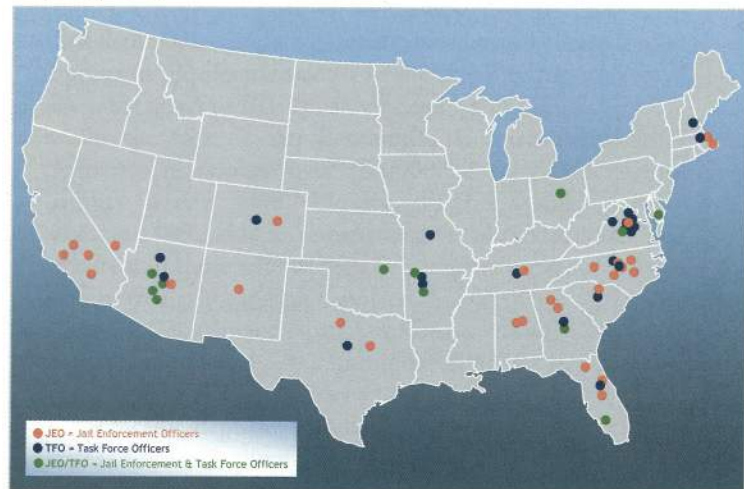 JEO = Jail Enforcement Officers
TFO = Task Force Officers
JEO/TFO = Jail Enforcement & Task Force Officers